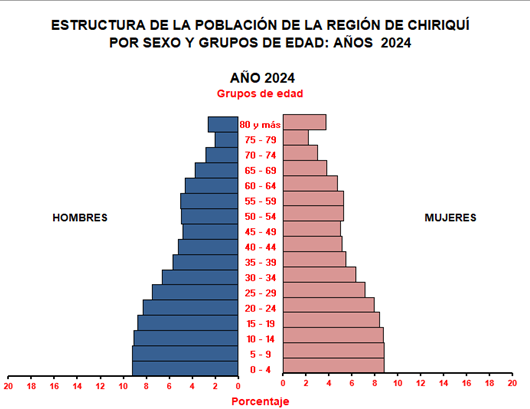 ESTRUCTURA DE LA POBLACIÓN DE LA REGIÓN DE CHIRIQUÍ
POR SEXO Y GRUPOS DE EDAD: AÑOS 2024
AÑO 2024
Grupos de edad
80 y más
75 - 79
70 - 74
65 - 69
60 - 64
55 - 59
50 - 54
45 - 49
40 - 44
35 - 39
30 - 34
25 - 29
20 - 24
15 - 19
10 - 14
5 - 9
0 - 4
HOMBRES
MUJERES
20 18 16 14 12 10 8 6 4 2 0 0 2 4 6 8 10 12 14 16 18 20
Porcentaje